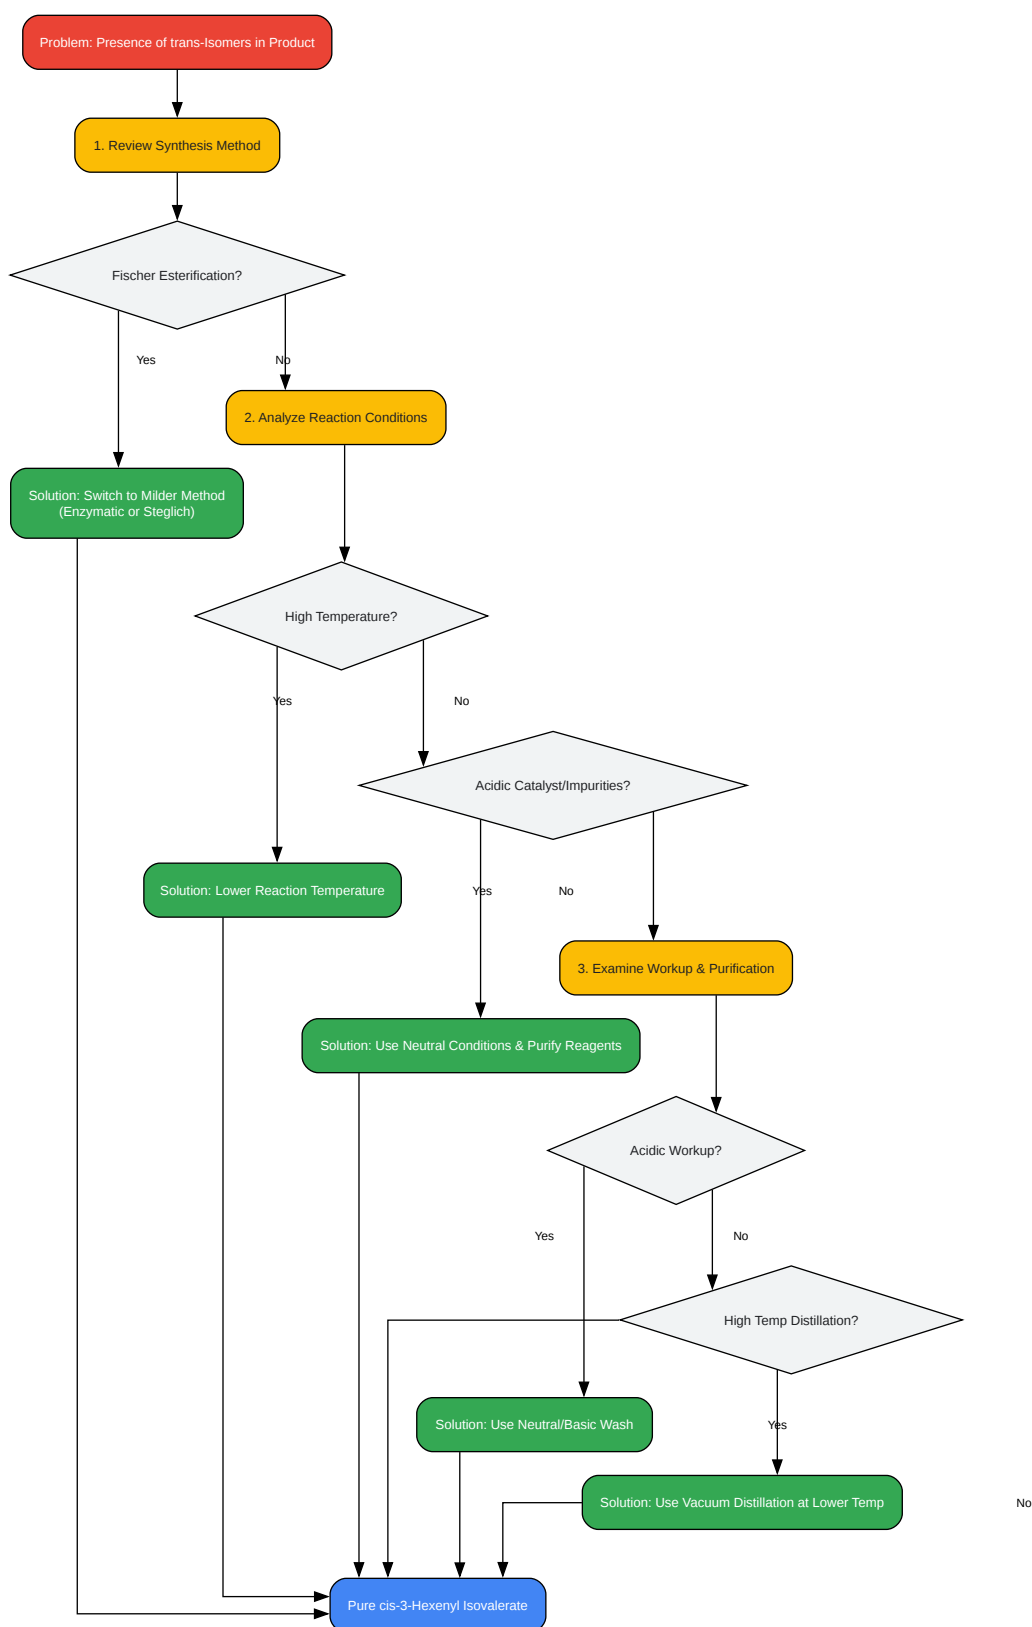 Problem: Presence of trans-Isomers in Product
1. Review Synthesis Method
Fischer Esterification?
Yes
No
2. Analyze Reaction Conditions
Solution: Switch to Milder Method
(Enzymatic or Steglich)
High Temperature?
Yes
No
Acidic Catalyst/Impurities?
Solution: Lower Reaction Temperature
Yes
No
3. Examine Workup & Purification
Solution: Use Neutral Conditions & Purify Reagents
Acidic Workup?
Yes
No
High Temp Distillation?
Solution: Use Neutral/Basic Wash
Yes
Solution: Use Vacuum Distillation at Lower Temp
No
Pure cis-3-Hexenyl Isovalerate